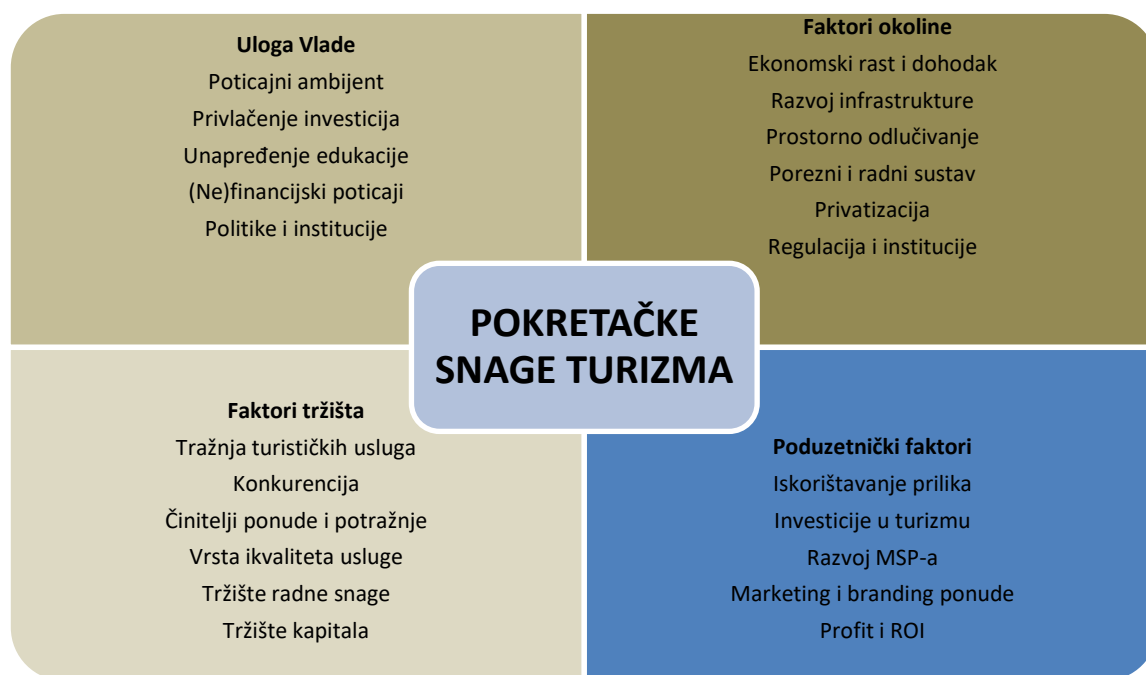 Uloga Vlade
Poticajni ambijent
Privlačenje investicija
Unapređenje edukacije
(Ne)financijski poticaji
Politike i institucije
Faktori okoline
Ekonomski rast i dohodak
Razvoj infrastrukture
Prostorno odlučivanje
Porezni i radni sustav
Privatizacija
Regulacija i institucije
POKRETAČKE
SNAGE TURIZMA
Faktori tržišta
Tražnja turističkih usluga
Konkurencija
Činitelji ponude i potražnje
Vrsta ikvaliteta usluge
Tržište radne snage
Tržište kapitala
Poduzetnički faktori
Iskorištavanje prilika
Investicije u turizmu
Razvoj MSP-a
Marketing i branding ponude
Profit i ROI